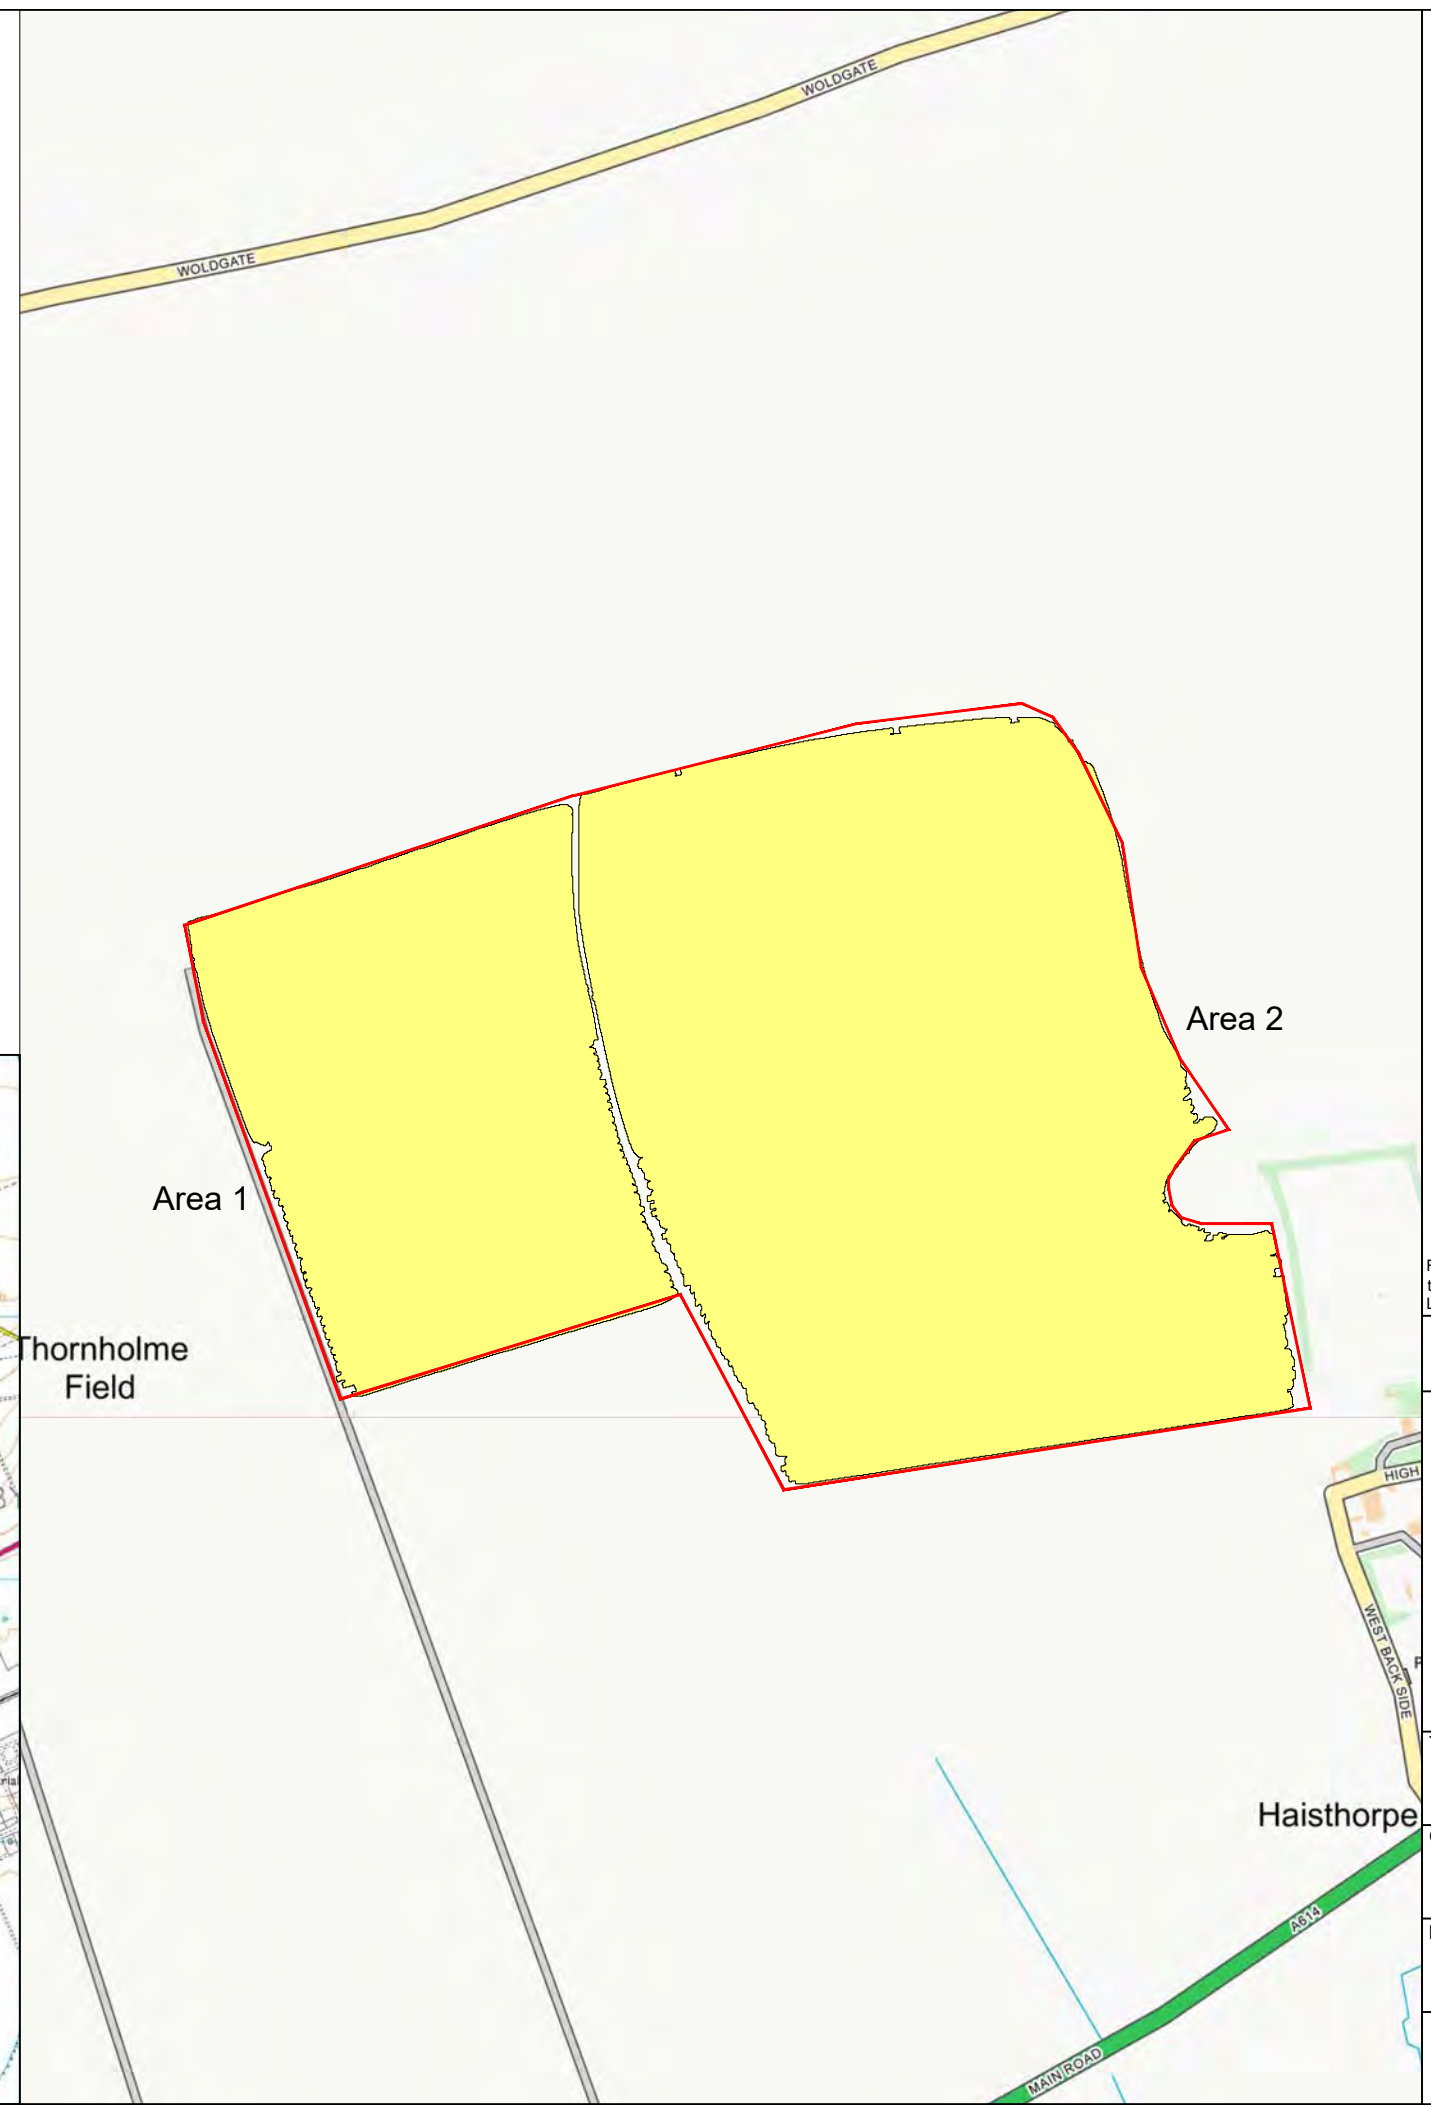 WOLDGATE
WOLDGATE
Area 2
Area 1
Thornholme
Field
HIGH
WEST BACK SIDE
Haisthorpe
A614
MAIN ROAD